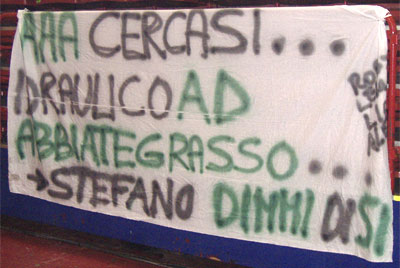 AAA CERCASI...
IDRAULICO AD
ABBIATEGRASSO....
→STEFANO DIMMI DI SI